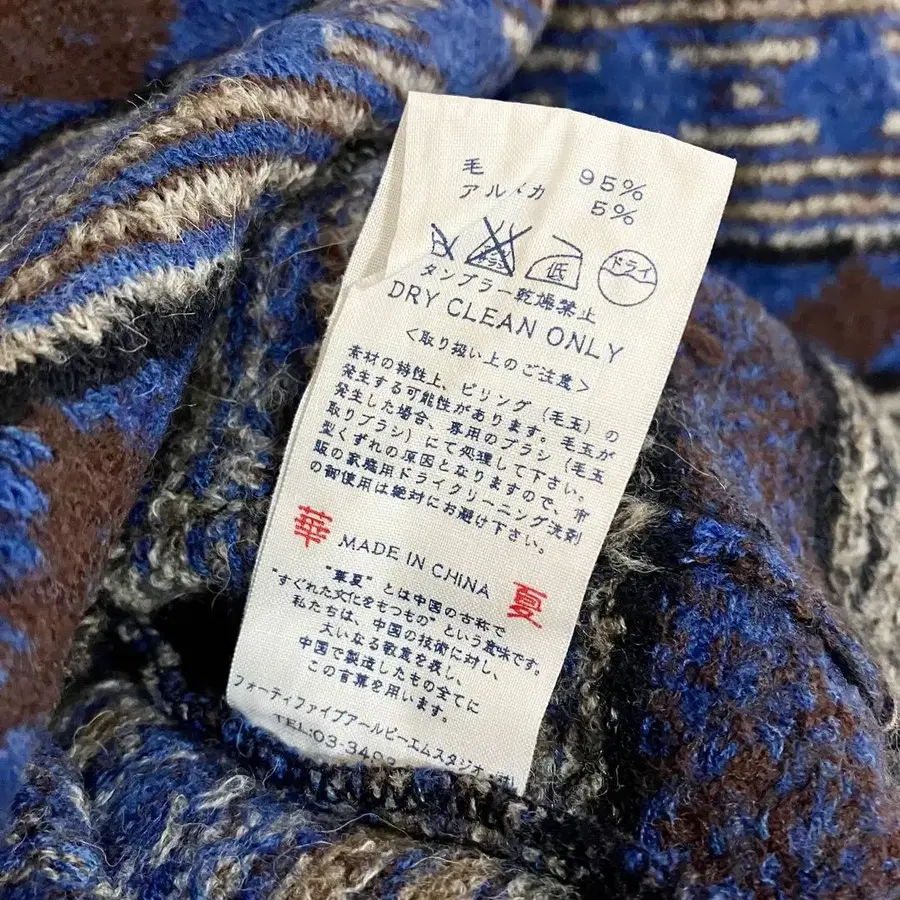 毛 95%
アルパカ 5%
ドライ
低
タンブラー乾燥禁止
DRY CLEAN ONLY
<取り扱い上のご注意>
素材の特性上、ピリング（毛玉）の
発生する可能性があります。毛玉が
発生した場合、専用のブラシ（毛玉
取りブラシ）にて処理して下さい。
型くずれの原因となりますので、市
販の家庭用ドライクリーニング洗剤
の御使用は絶対にお避け下さい。
華
MADE IN CHINA
夏
"華夏"とは中国の古称で
"すぐれた文化をもつもの"という意味です。
私たちは、中国の技術に対し、
大いなる敬意を表し、
中国で製造したもの全てに
この言葉を用います。
フォーティファイブアールピーエムスタジオ
TEL:03-340